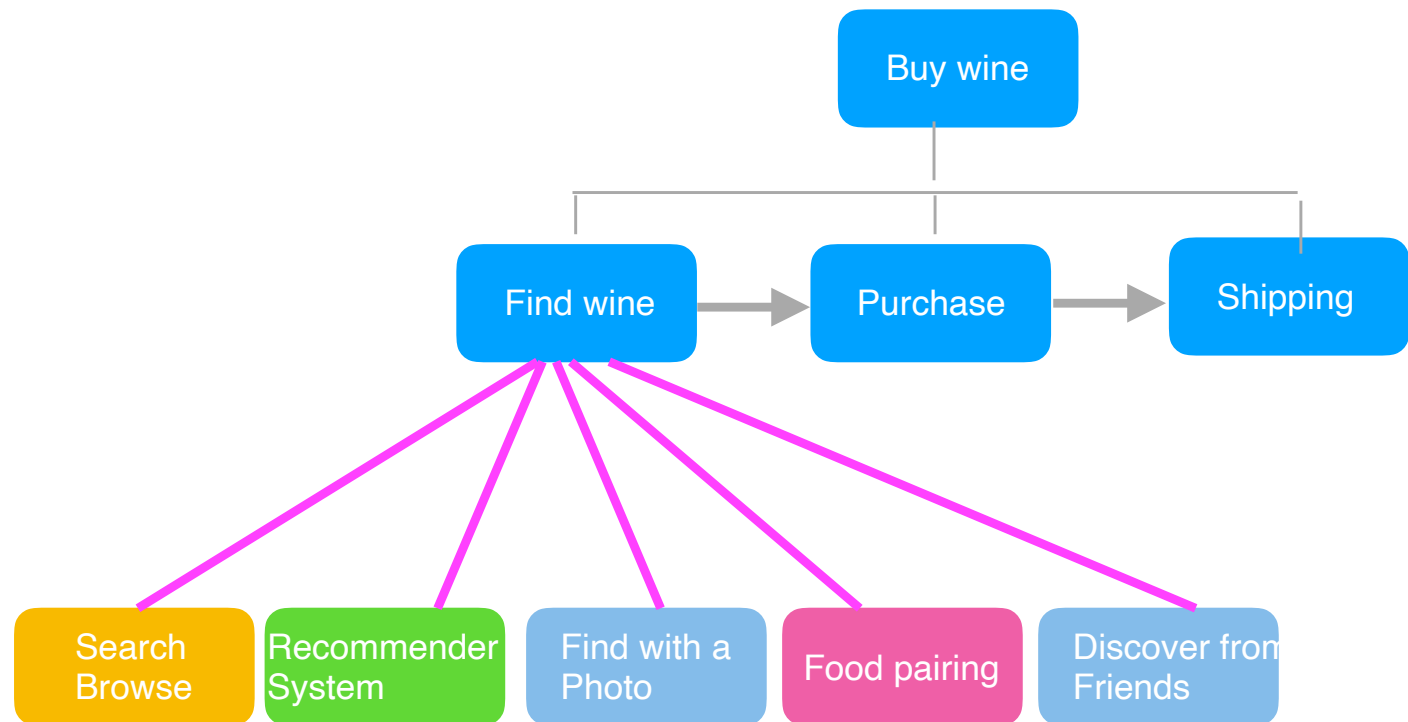 Buy wine
Find wine
Purchase
Shipping
Search
Browse
Recommender
System
Find with a
Photo
Food pairing
Discover from
Friends